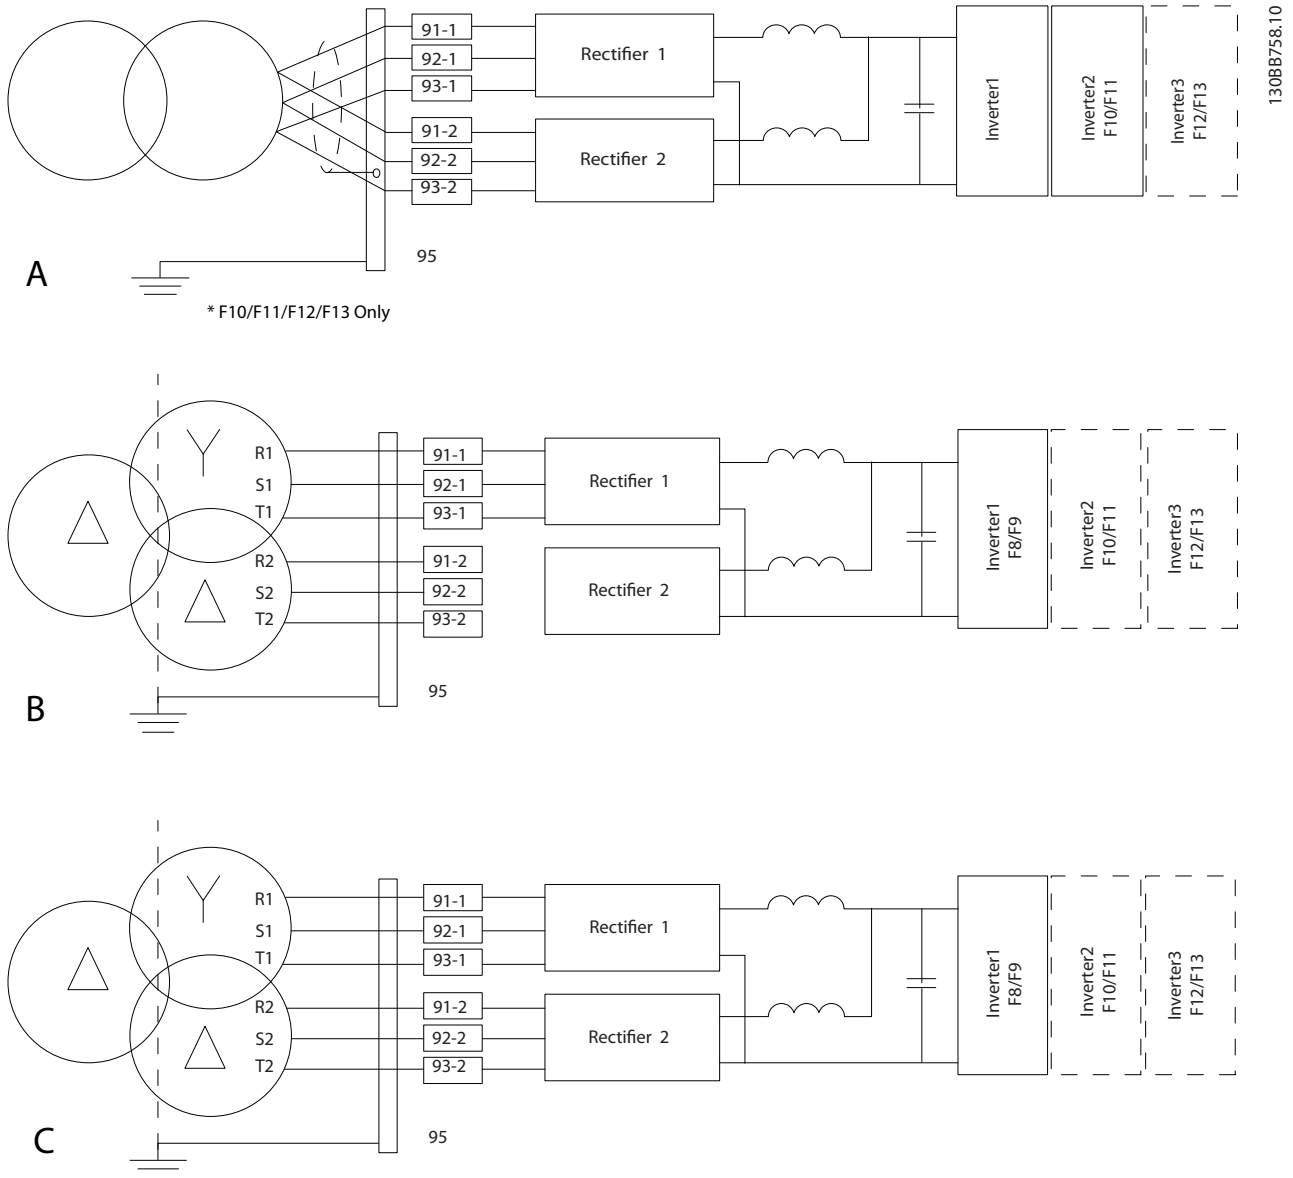 130BB758.10
91-1
92-1
93-1
91-2
92-2
93-2
Rectifier 1
Rectifier 2
Inverter1
Inverter2
F10/F11
Inverter3
F12/F13
95
A
* F10/F11/F12/F13 Only
R1
S1
T1
R2
S2
T2
91-1
92-1
93-1
91-2
92-2
93-2
Rectifier 1
Rectifier 2
Inverter1
F8/F9
Inverter2
F10/F11
Inverter3
F12/F13
95
B
R1
S1
T1
R2
S2
T2
91-1
92-1
93-1
91-2
92-2
93-2
Rectifier 1
Rectifier 2
Inverter1
F8/F9
Inverter2
F10/F11
Inverter3
F12/F13
95
C